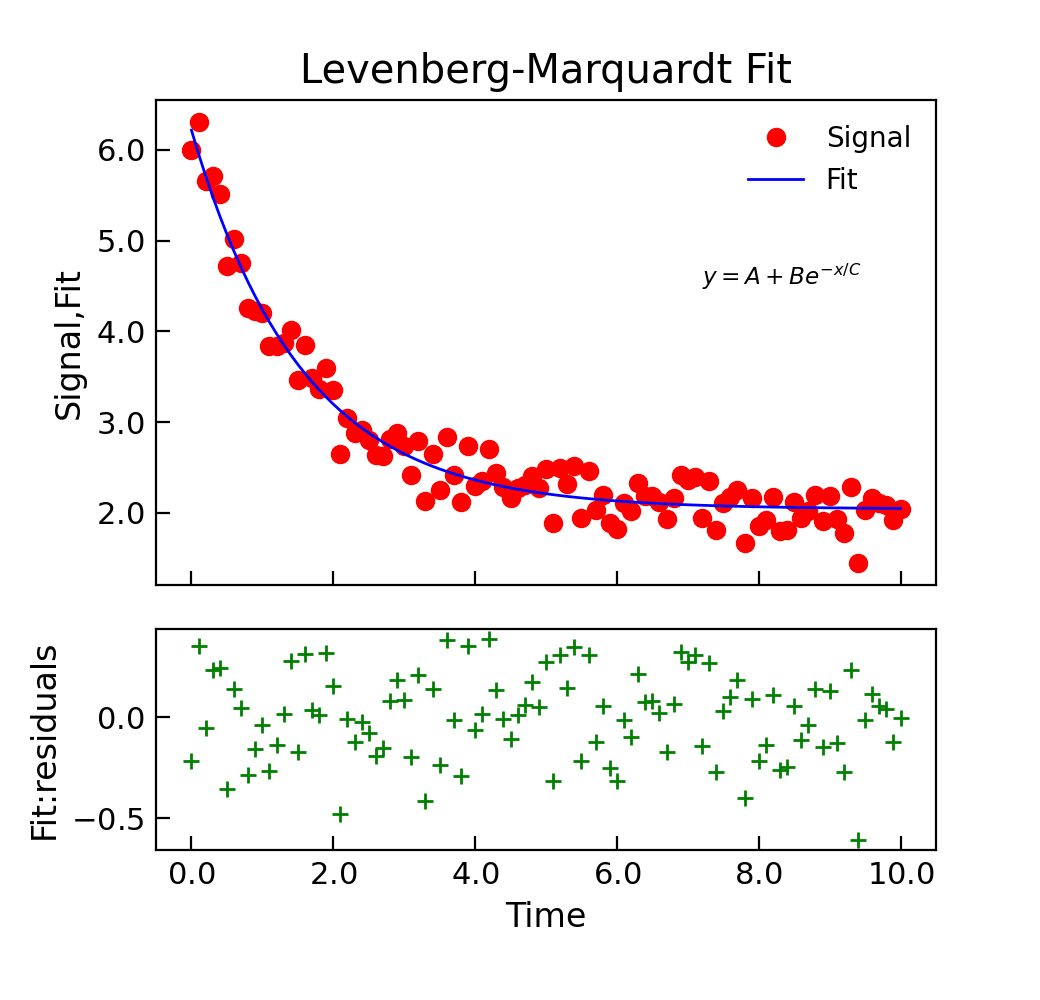 Levenberg-Marquardt Fit
Signal
Fit
y = A + Be^{-x/C}
Signal,Fit
6.0
5.0
4.0
3.0
2.0
Fit:residuals
0.0
−0.5
0.0 2.0 4.0 6.0 8.0 10.0
Time